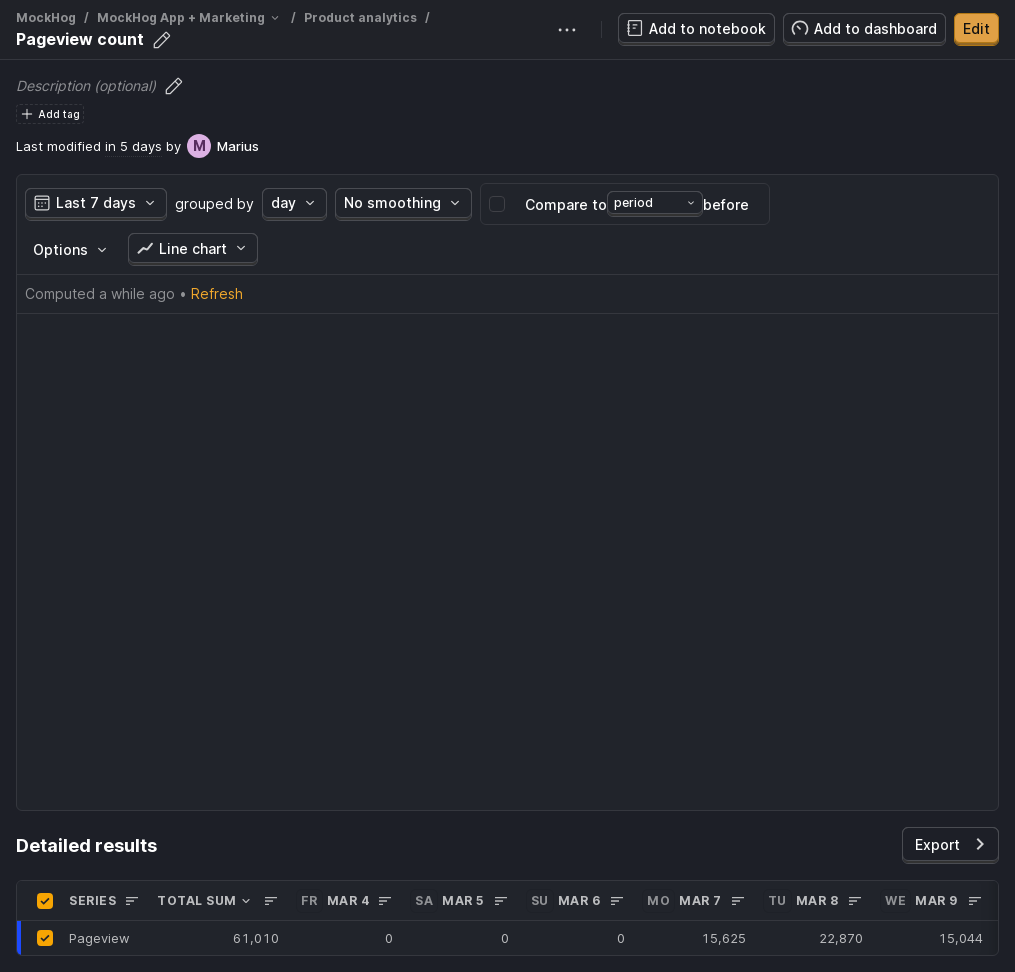 MockHog / MockHog App + Marketing / Product analytics /
Pageview count
Add to notebook
Add to dashboard
Edit
Description (optional)
Add tag
Last modified in 5 days by M Marius
Last 7 days grouped by day No smoothing Compare to period before
Options Line chart
Computed a while ago • Refresh
Detailed results
Export
SERIES TOTAL SUM FR MAR 4 SA MAR 5 SU MAR 6 MO MAR 7 TU MAR 8 WE MAR 9
Pageview 61,010 0 0 0 15,625 22,870 15,044